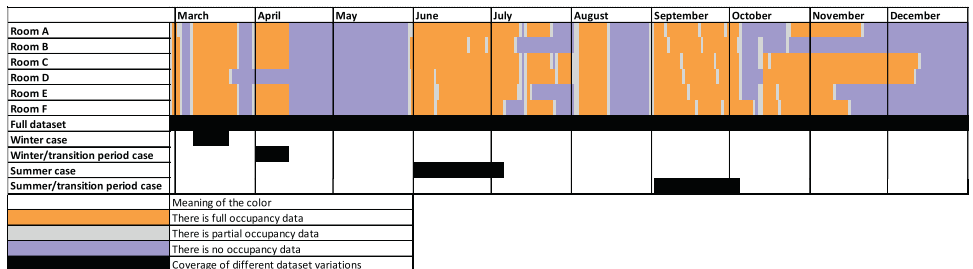 March April May June July August September October November December
Room A
Room B
Room C
Room D
Room E
Room F
Full dataset
Winter case
Winter/transition period case
Summer case
Summer/transition period case
Meaning of the color
There is full occupancy data
There is partial occupancy data
There is no occupancy data
Coverage of different dataset variations